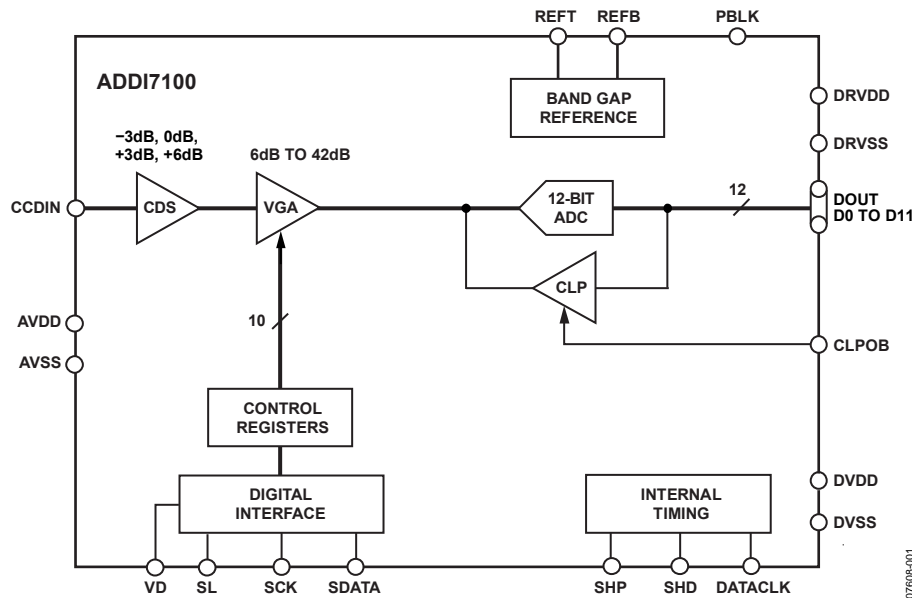 REFT REFB PBLK
ADDI7100
BAND GAP
REFERENCE
DRVDD
DRVSS
−3dB, 0dB,
+3dB, +6dB
6dB TO 42dB
CCDIN
CDS
VGA
12-BIT
ADC
12
DOUT
D0 TO D11
CLP
AVDD
AVSS
10
CLPOB
CONTROL
REGISTERS
DIGITAL
INTERFACE
INTERNAL
TIMING
DVDD
DVSS
VD SL SCK SDATA SHP SHD DATACLK
07608-001